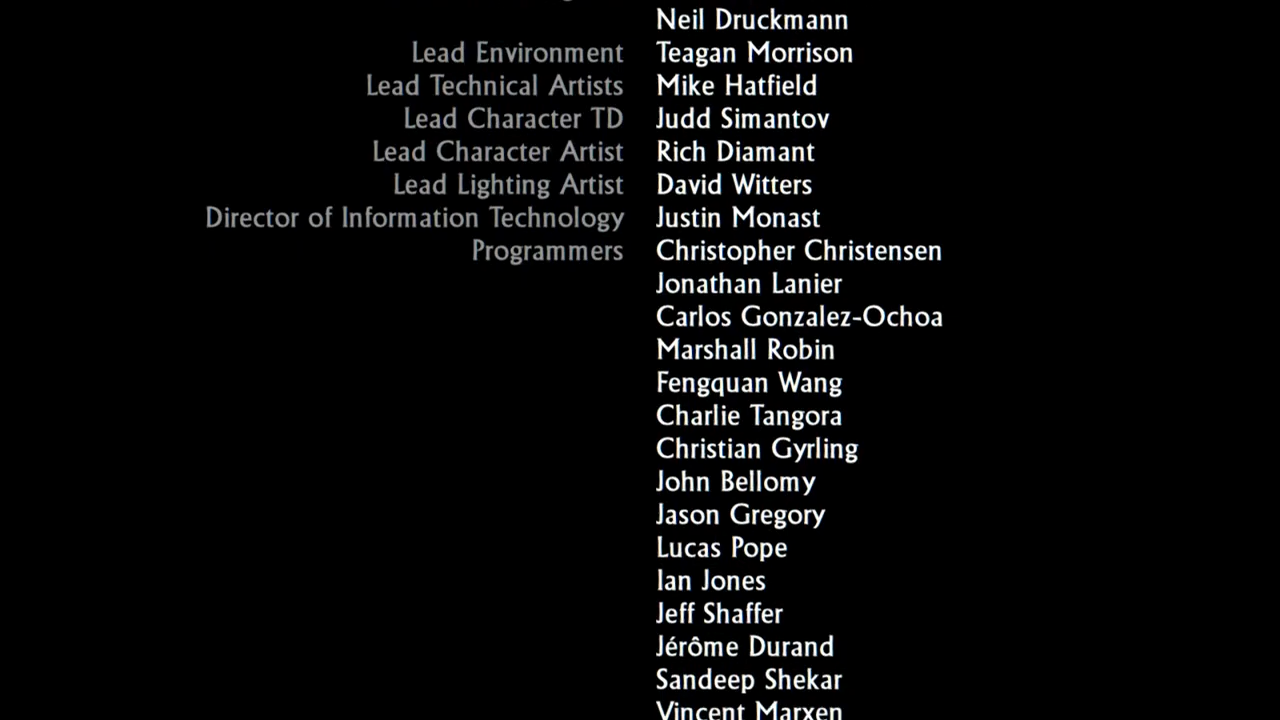 Neil Druckmann
Lead Environment Teagan Morrison
Lead Technical Artists Mike Hatfield
Lead Character TD Judd Simantov
Lead Character Artist Rich Diamant
Lead Lighting Artist David Witters
Director of Information Technology Justin Monast
Programmers Christopher Christensen
Jonathan Lanier
Carlos Gonzalez-Ochoa
Marshall Robin
Fengquan Wang
Charlie Tangora
Christian Gyrling
John Bellomy
Jason Gregory
Lucas Pope
Ian Jones
Jeff Shaffer
Jérôme Durand
Sandeep Shekar
Vincent Marxen